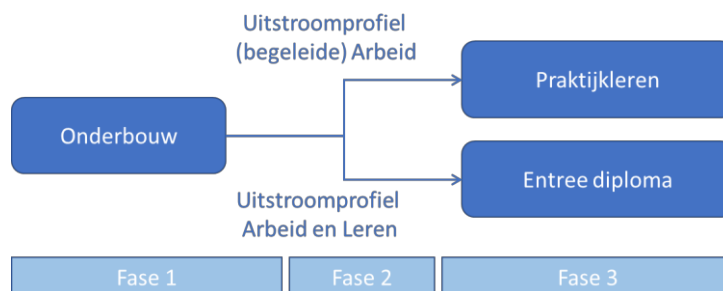 Uitstroomprofiel
(begeleide) Arbeid
Praktijkleren
Onderbouw
Entree diploma
Uitstroomprofiel
Arbeid en Leren
Fase 1
Fase 2
Fase 3